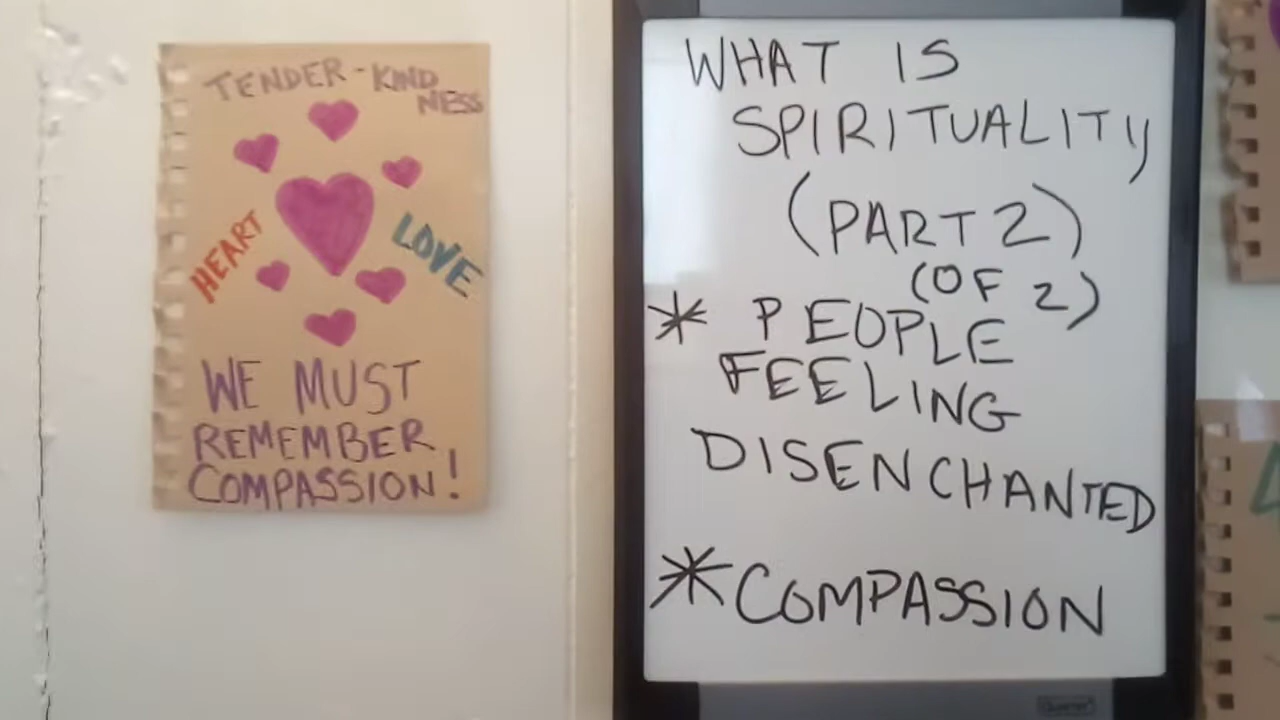 TENDER-KIND
NESS
HEART
LOVE
WE MUST
REMEMBER
COMPASSION!
WHAT IS
SPIRITUALITY
(PART 2)
(OF 2)
* PEOPLE
FEELING
DISENCHANTED
* COMPASSION